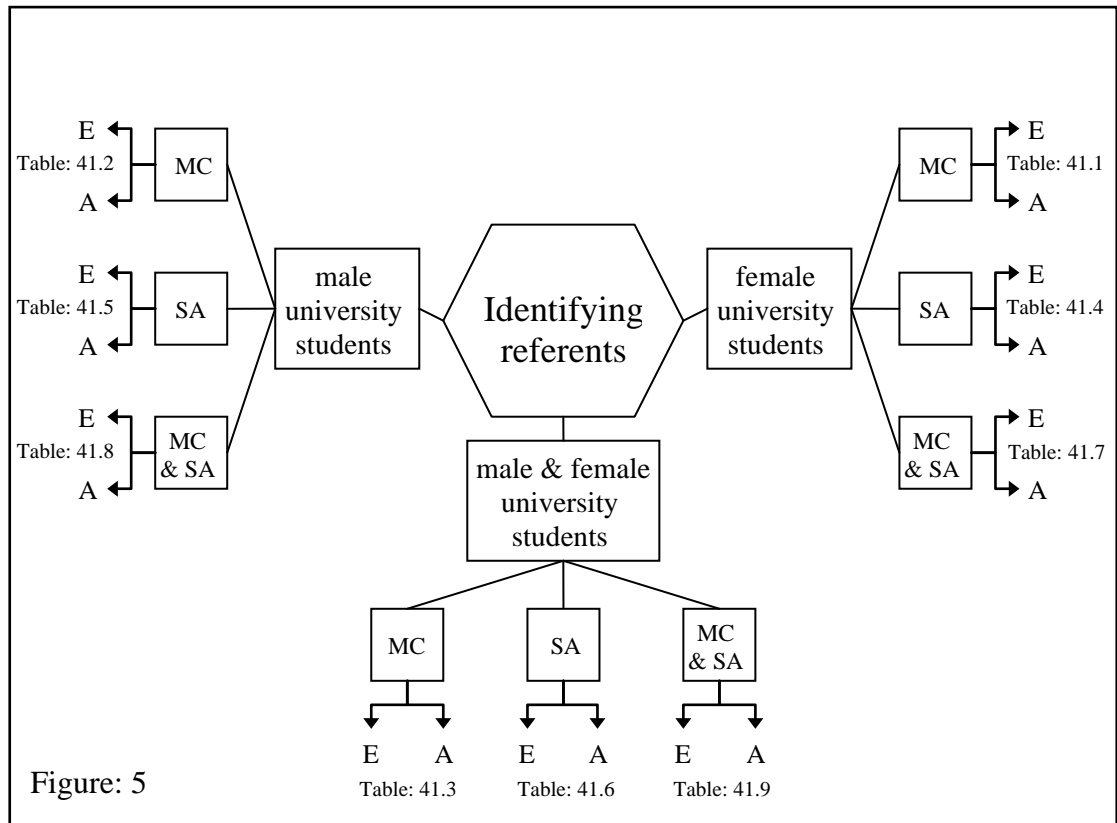 E
Table: 41.2
A
MC
E
Table: 41.5
A
SA
E
Table: 41.8
A
MC
& SA
male
university
students
Identifying
referents
female
university
students
MC
E
Table: 41.1
A
SA
E
Table: 41.4
A
MC
& SA
E
Table: 41.7
A
male & female
university
students
MC
SA
MC
& SA
E A
E A
E A
Table: 41.3
Table: 41.6
Table: 41.9
Figure: 5